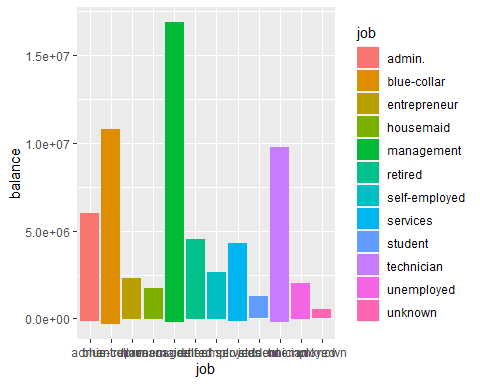 1.5e+07
1.0e+07
5.0e+06
0.0e+00
balance
job
job
admin.
blue-collar
entrepreneur
housemaid
management
retired
self-employed
services
student
technician
unemployed
unknown